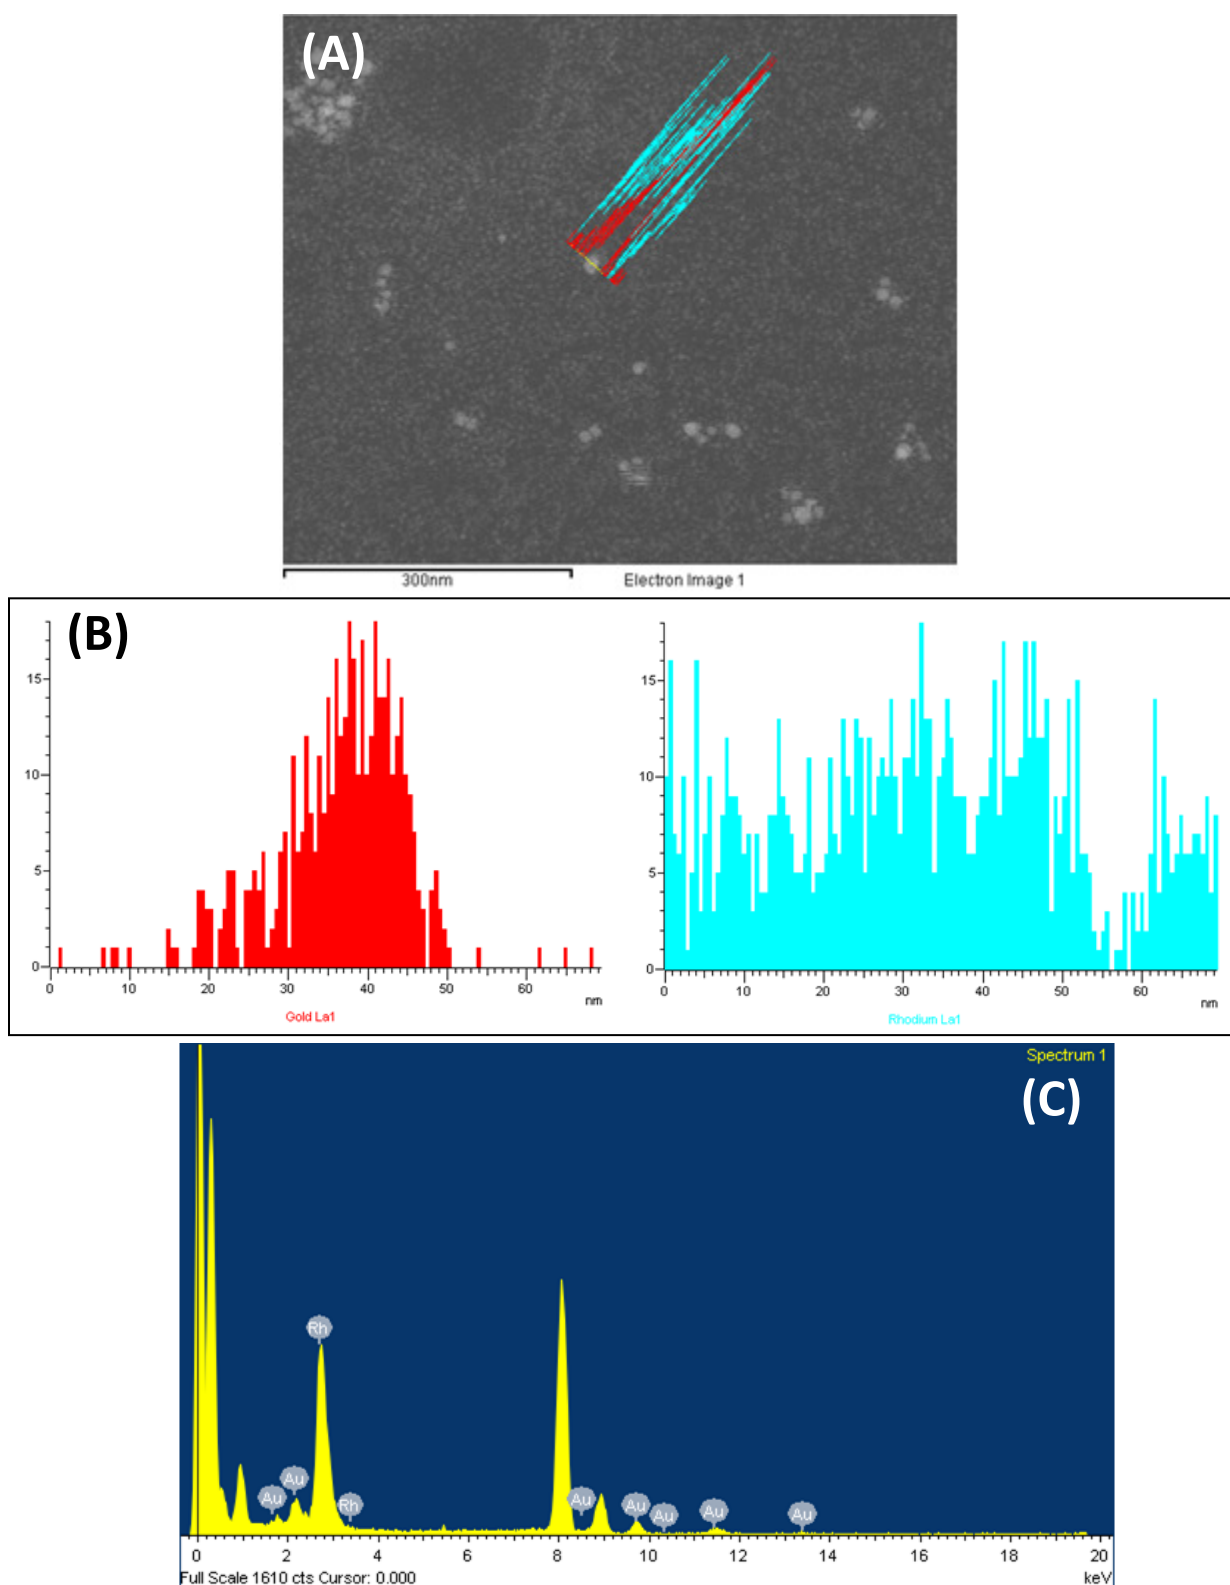 (A)
300nm Electron Image 1
(B)
15
10
5
0
0 10 20 30 40 50 60
nm
Gold La1
15
10
5
0
0 10 20 30 40 50 60
nm
Rhodium La1
Spectrum 1
(C)
Rh
Au
Au
Rh
Au
Au
Au
Au
Au
0 2 4 6 8 10 12 14 16 18 20
Full Scale 1610 cts Cursor: 0.000 keV